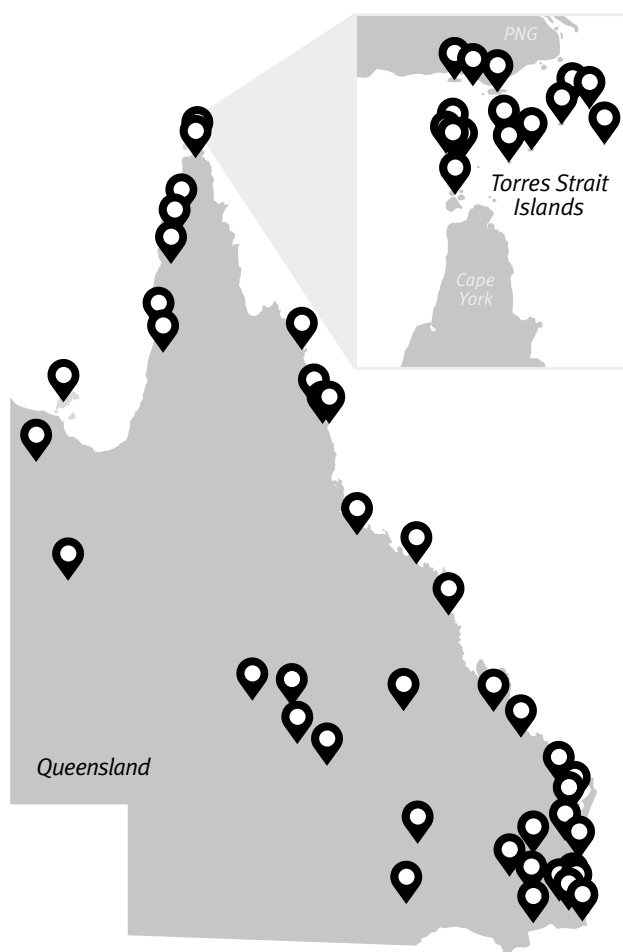 PNG
Torres Strait
Islands
Cape
York
Queensland